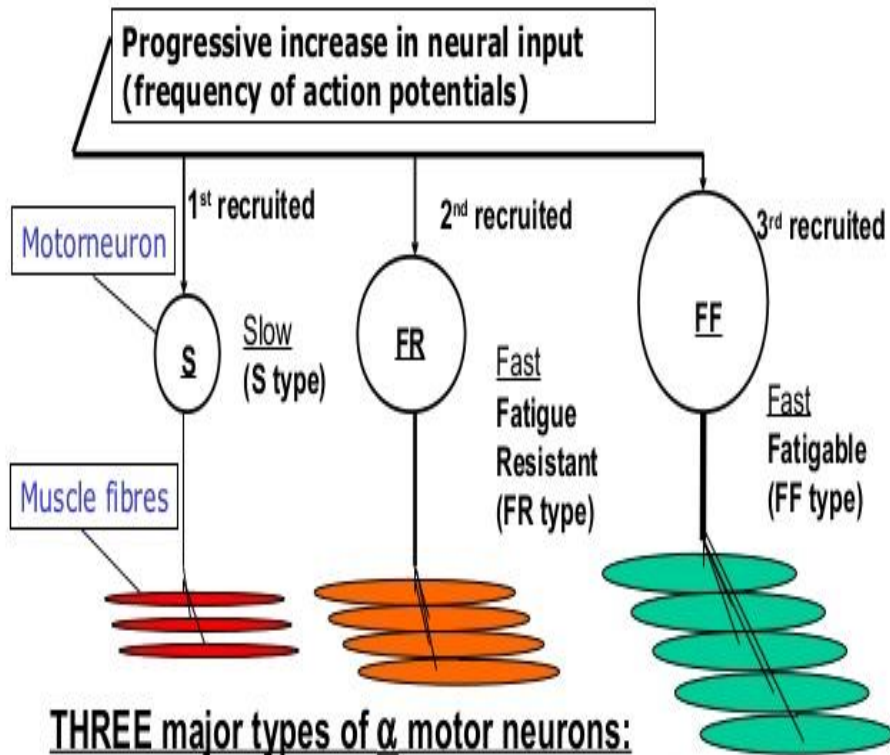 Progressive increase in neural input
(frequency of action potentials)
1st recruited
2nd recruited
3rd recruited
Motorneuron
S
Slow
(S type)
FR
Fast
Fatigue
Resistant
(FR type)
FF
Fast
Fatigable
(FF type)
Muscle fibres
THREE major types of α motor neurons: